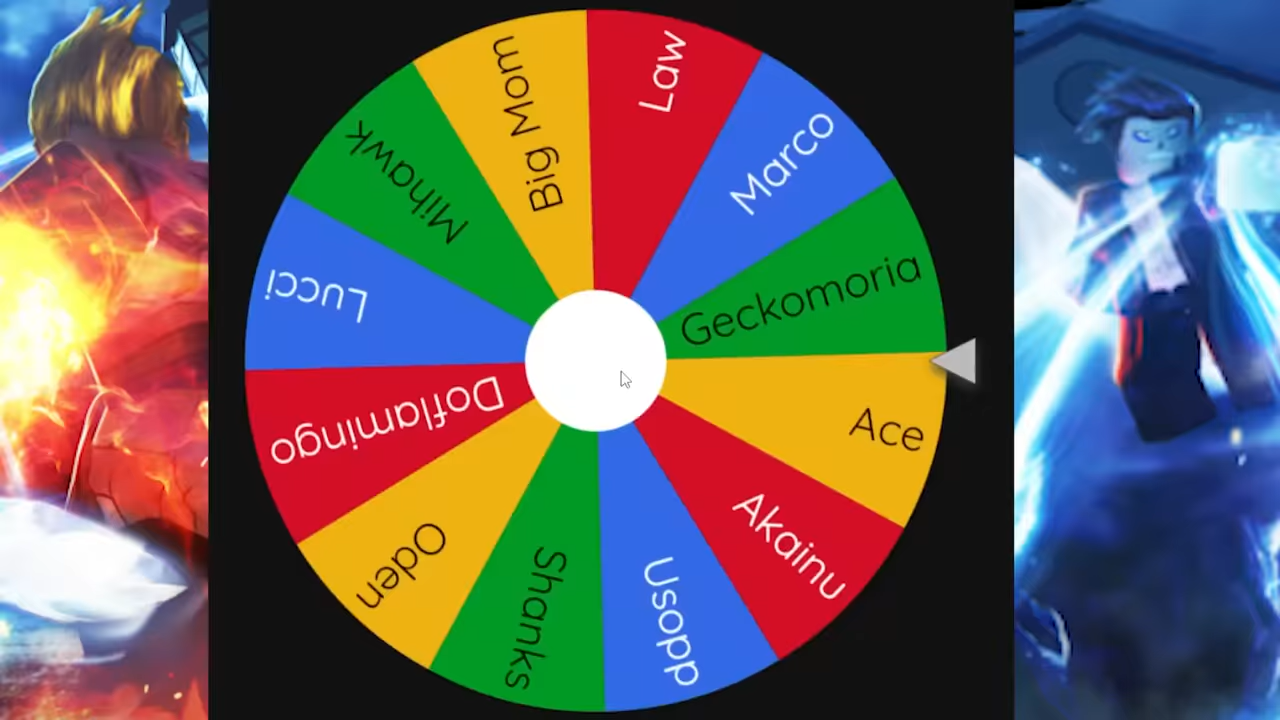 Law
Marco
Geckomoria
Ace
Akainu
Usopp
Shanks
Oden
Doflamingo
Lucci
Mihawk
Big Mom